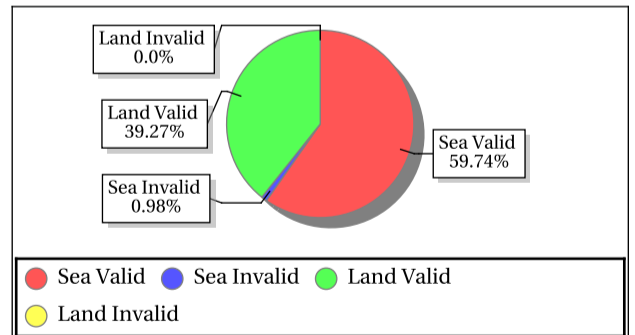 Land Invalid
0.0%
Land Valid
39.27%
Sea Valid
59.74%
Sea Invalid
0.98%
Sea Valid
Sea Invalid
Land Valid
Land Invalid